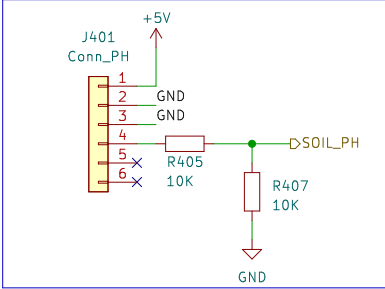 +5V
J401
Conn_PH
1
2 GND
3 GND
4
5
6
R405
10K
SOIL_PH
R407
10K
GND